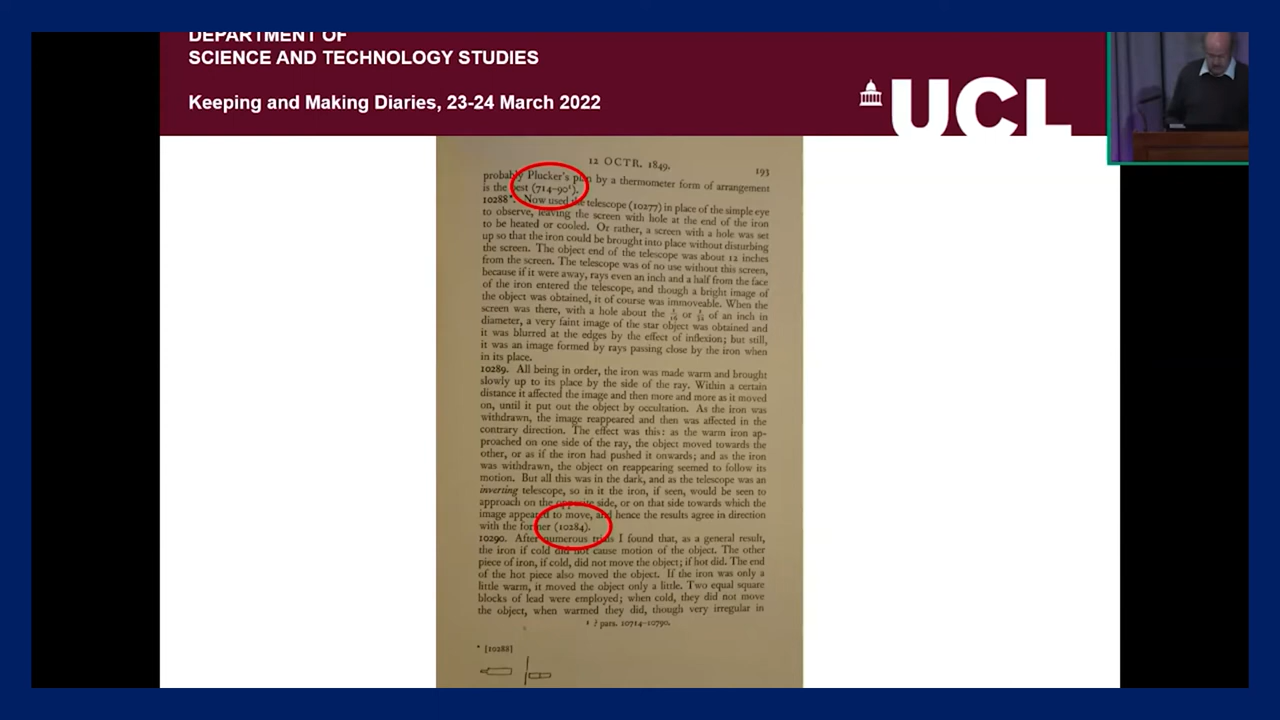 DEPARTMENT OF
SCIENCE AND TECHNOLOGY STUDIES
Keeping and Making Diaries, 23-24 March 2022
UCL
12 OCTR. 1849.
193
probably Plucker's plan by a thermometer form of arrangement
is the best (714-90¹).
10288*. Now used the telescope (10277) in place of the simple eye
to observe, leaving the screen with hole at the end of the iron
to be heated or cooled. Or rather, a screen with a hole was set
up so that the iron could be brought into place without disturbing
the screen. The object end of the telescope was about 12 inches
from the screen. The telescope was of no use without this screen,
because if it were away, rays even an inch and a half from the face
of the iron entered the telescope, and though a bright image of
the object was obtained, it of course was immoveable. When the
screen was there, with a hole about the or of an inch in
diameter, a very faint image of the star object was obtained and
it was blurred at the edges by the effect of inflexion; but still,
it was an image formed by rays passing close by the iron when
in its place.
10289. All being in order, the iron was made warm and brought
slowly up to its place by the side of the ray. Within a certain
distance it affected the image and then more and more as it moved
on, until it put out the object by occultation. As the iron was
withdrawn, the image reappeared and then was affected in the
contrary direction. The effect was this: as the warm iron ap-
proached on one side of the ray, the object moved towards the
other, or as if the iron had pushed it onwards; and as the iron
was withdrawn, the object on reappearing seemed to follow its
motion. But all this was in the dark, and as the telescope was an
inverting telescope, so in it the iron, if seen, would be seen to
approach on the opposite side, or on that side towards which the
image appeared to move, and hence the results agree in direction
with the former (10284).
10290. After numerous trials I found that, as a general result,
the iron if cold did not cause motion of the object. The other
piece of iron, if cold, did not move the object; if hot did. The end
of the hot piece also moved the object. If the iron was only a
little warm, it moved the object only a little. Two equal square
blocks of lead were employed; when cold, they did not move
the object, when warmed they did, though very irregular in
¹ ? pars. 10714-10790.
* [10288]